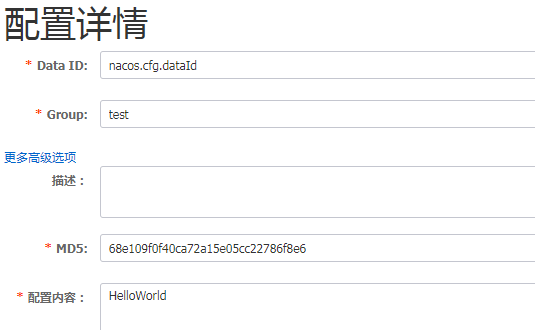 配置详情
* Data ID: nacos.cfg.dataId
* Group: test
更多高级选项
描述：
* MD5: 68e109f0f40ca72a15e05cc22786f8e6
* 配置内容： HelloWorld